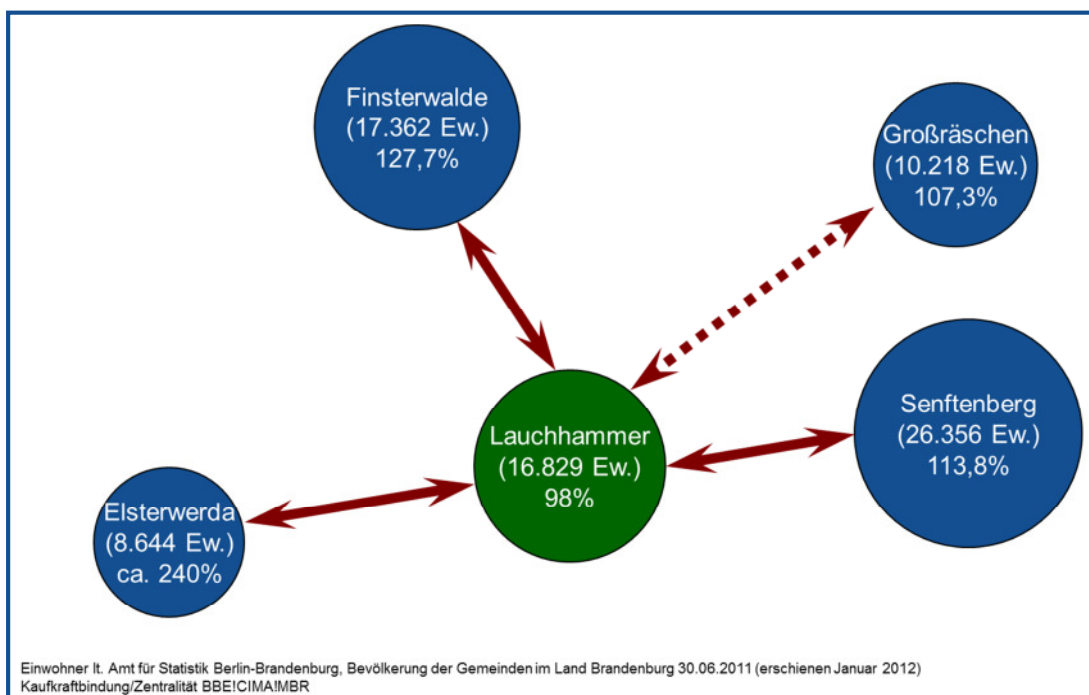 Finsterwalde
(17.362 Ew.)
127,7%
Großräschen
(10.218 Ew.)
107,3%
Senftenberg
(26.356 Ew.)
113,8%
Lauchhammer
(16.829 Ew.)
98%
Elsterwerda
(8.644 Ew.)
ca. 240%
Einwohner lt. Amt für Statistik Berlin-Brandenburg, Bevölkerung der Gemeinden im Land Brandenburg 30.06.2011 (erschienen Januar 2012)
Kaufkraftbindung/Zentralität BBE!CIMA!MBR